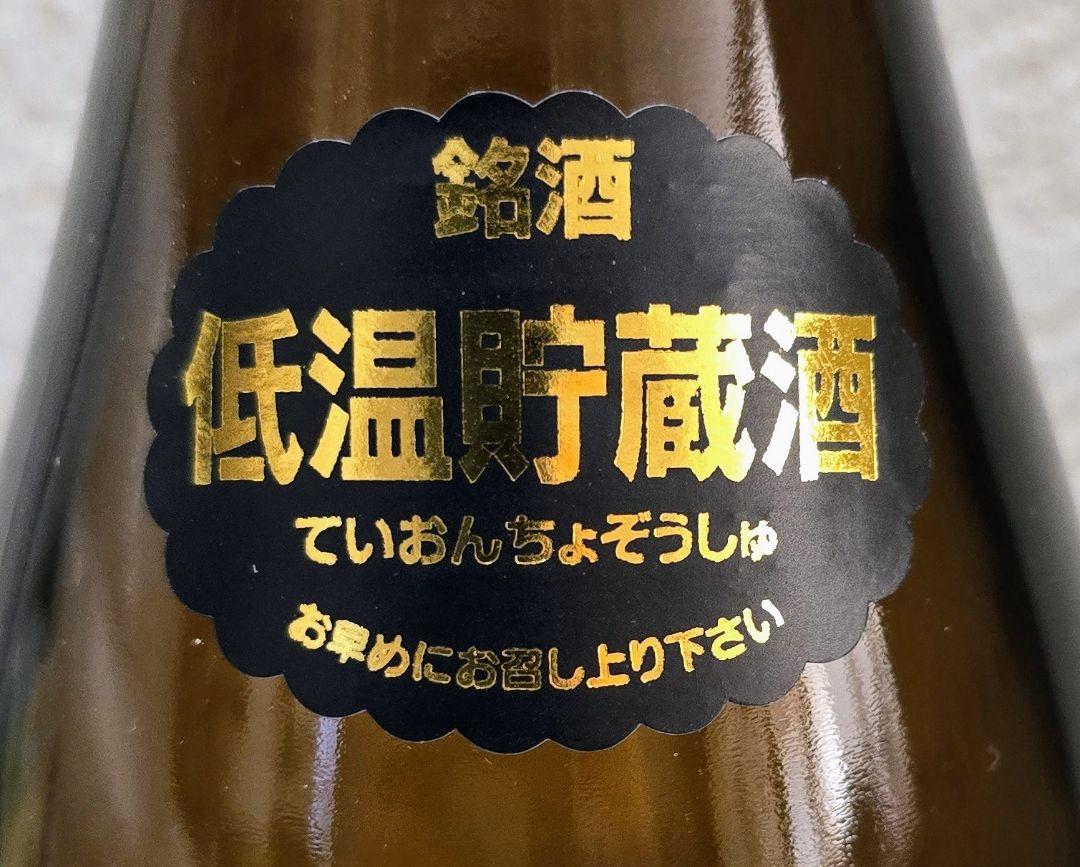 銘酒
低温貯蔵酒
ていおんちょぞうしゅ
お早めにお召し上り下さい